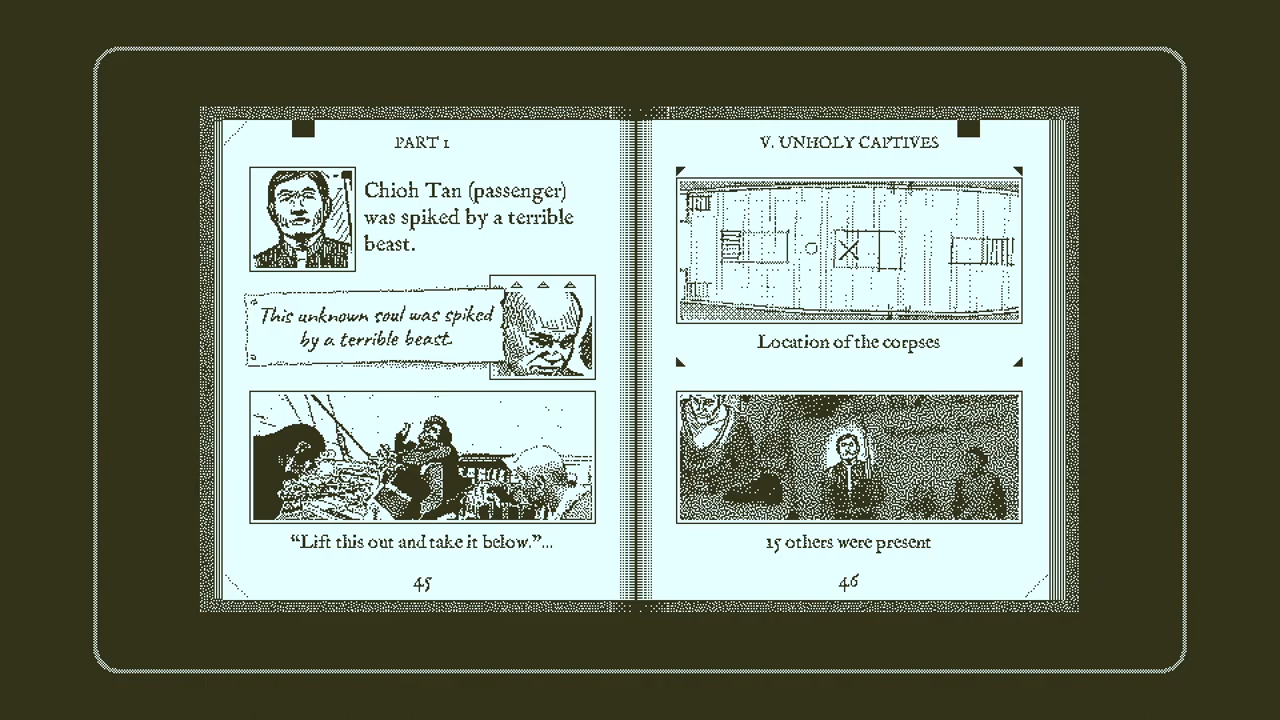 PART 1
Chioh Tan (passenger)
was spiked by a terrible
beast.
This unknown soul was spiked
by a terrible beast.
“Lift this out and take it below.”...
45
V. UNHOLY CAPTIVES
Location of the corpses
15 others were present
46